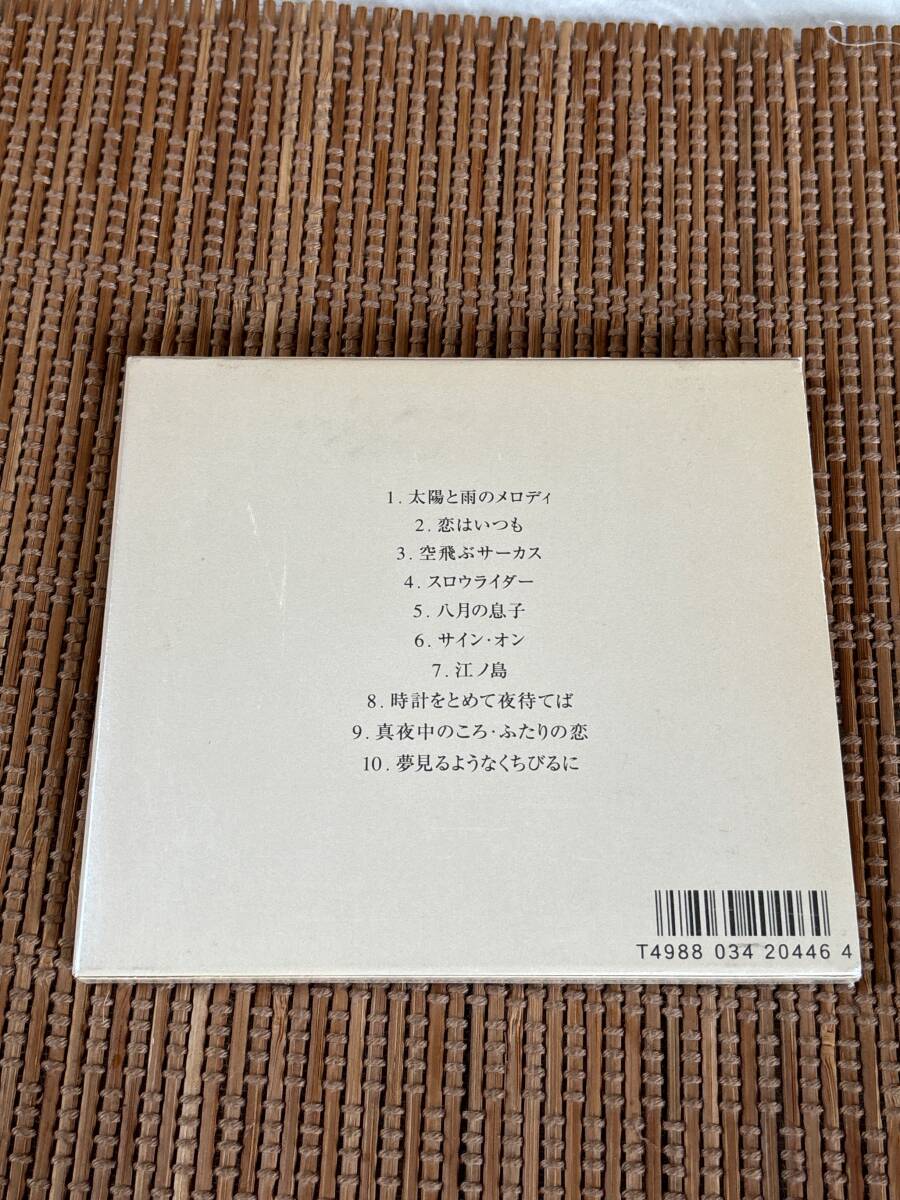 1. 太陽と雨のメロディ
2. 恋はいつも
3. 空飛ぶサーカス
4. スロウライダー
5. 八月の息子
6. サイン・オン
7. 江ノ島
8. 時計をとめて夜待てば
9. 真夜中のころ・ふたりの恋
10. 夢見るようなくちびるに
T4988 034 20446 4